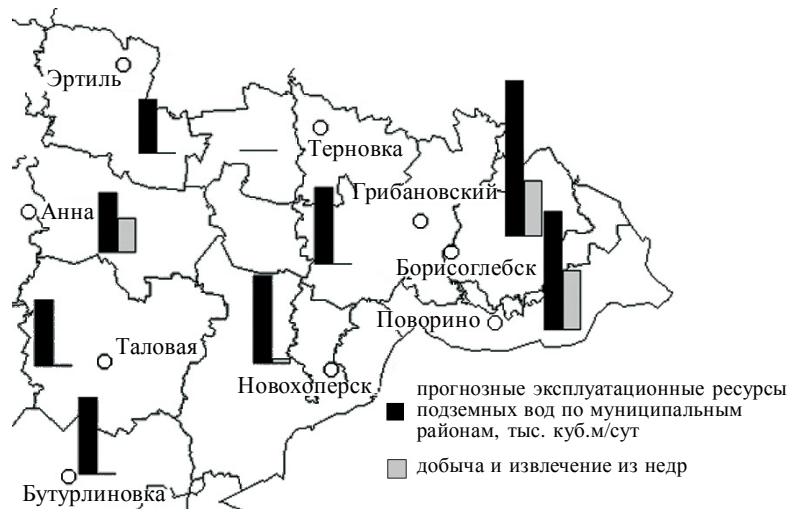 Эртиль
Терновка
Грибановский
Анна
Борисоглебск
Поворино
Таловая
Новохоперск
прогнозные эксплуатационные ресурсы
подземных вод по муниципальным
районам, тыс. куб.м/сут
добыча и извлечение из недр
Бутурлиновка